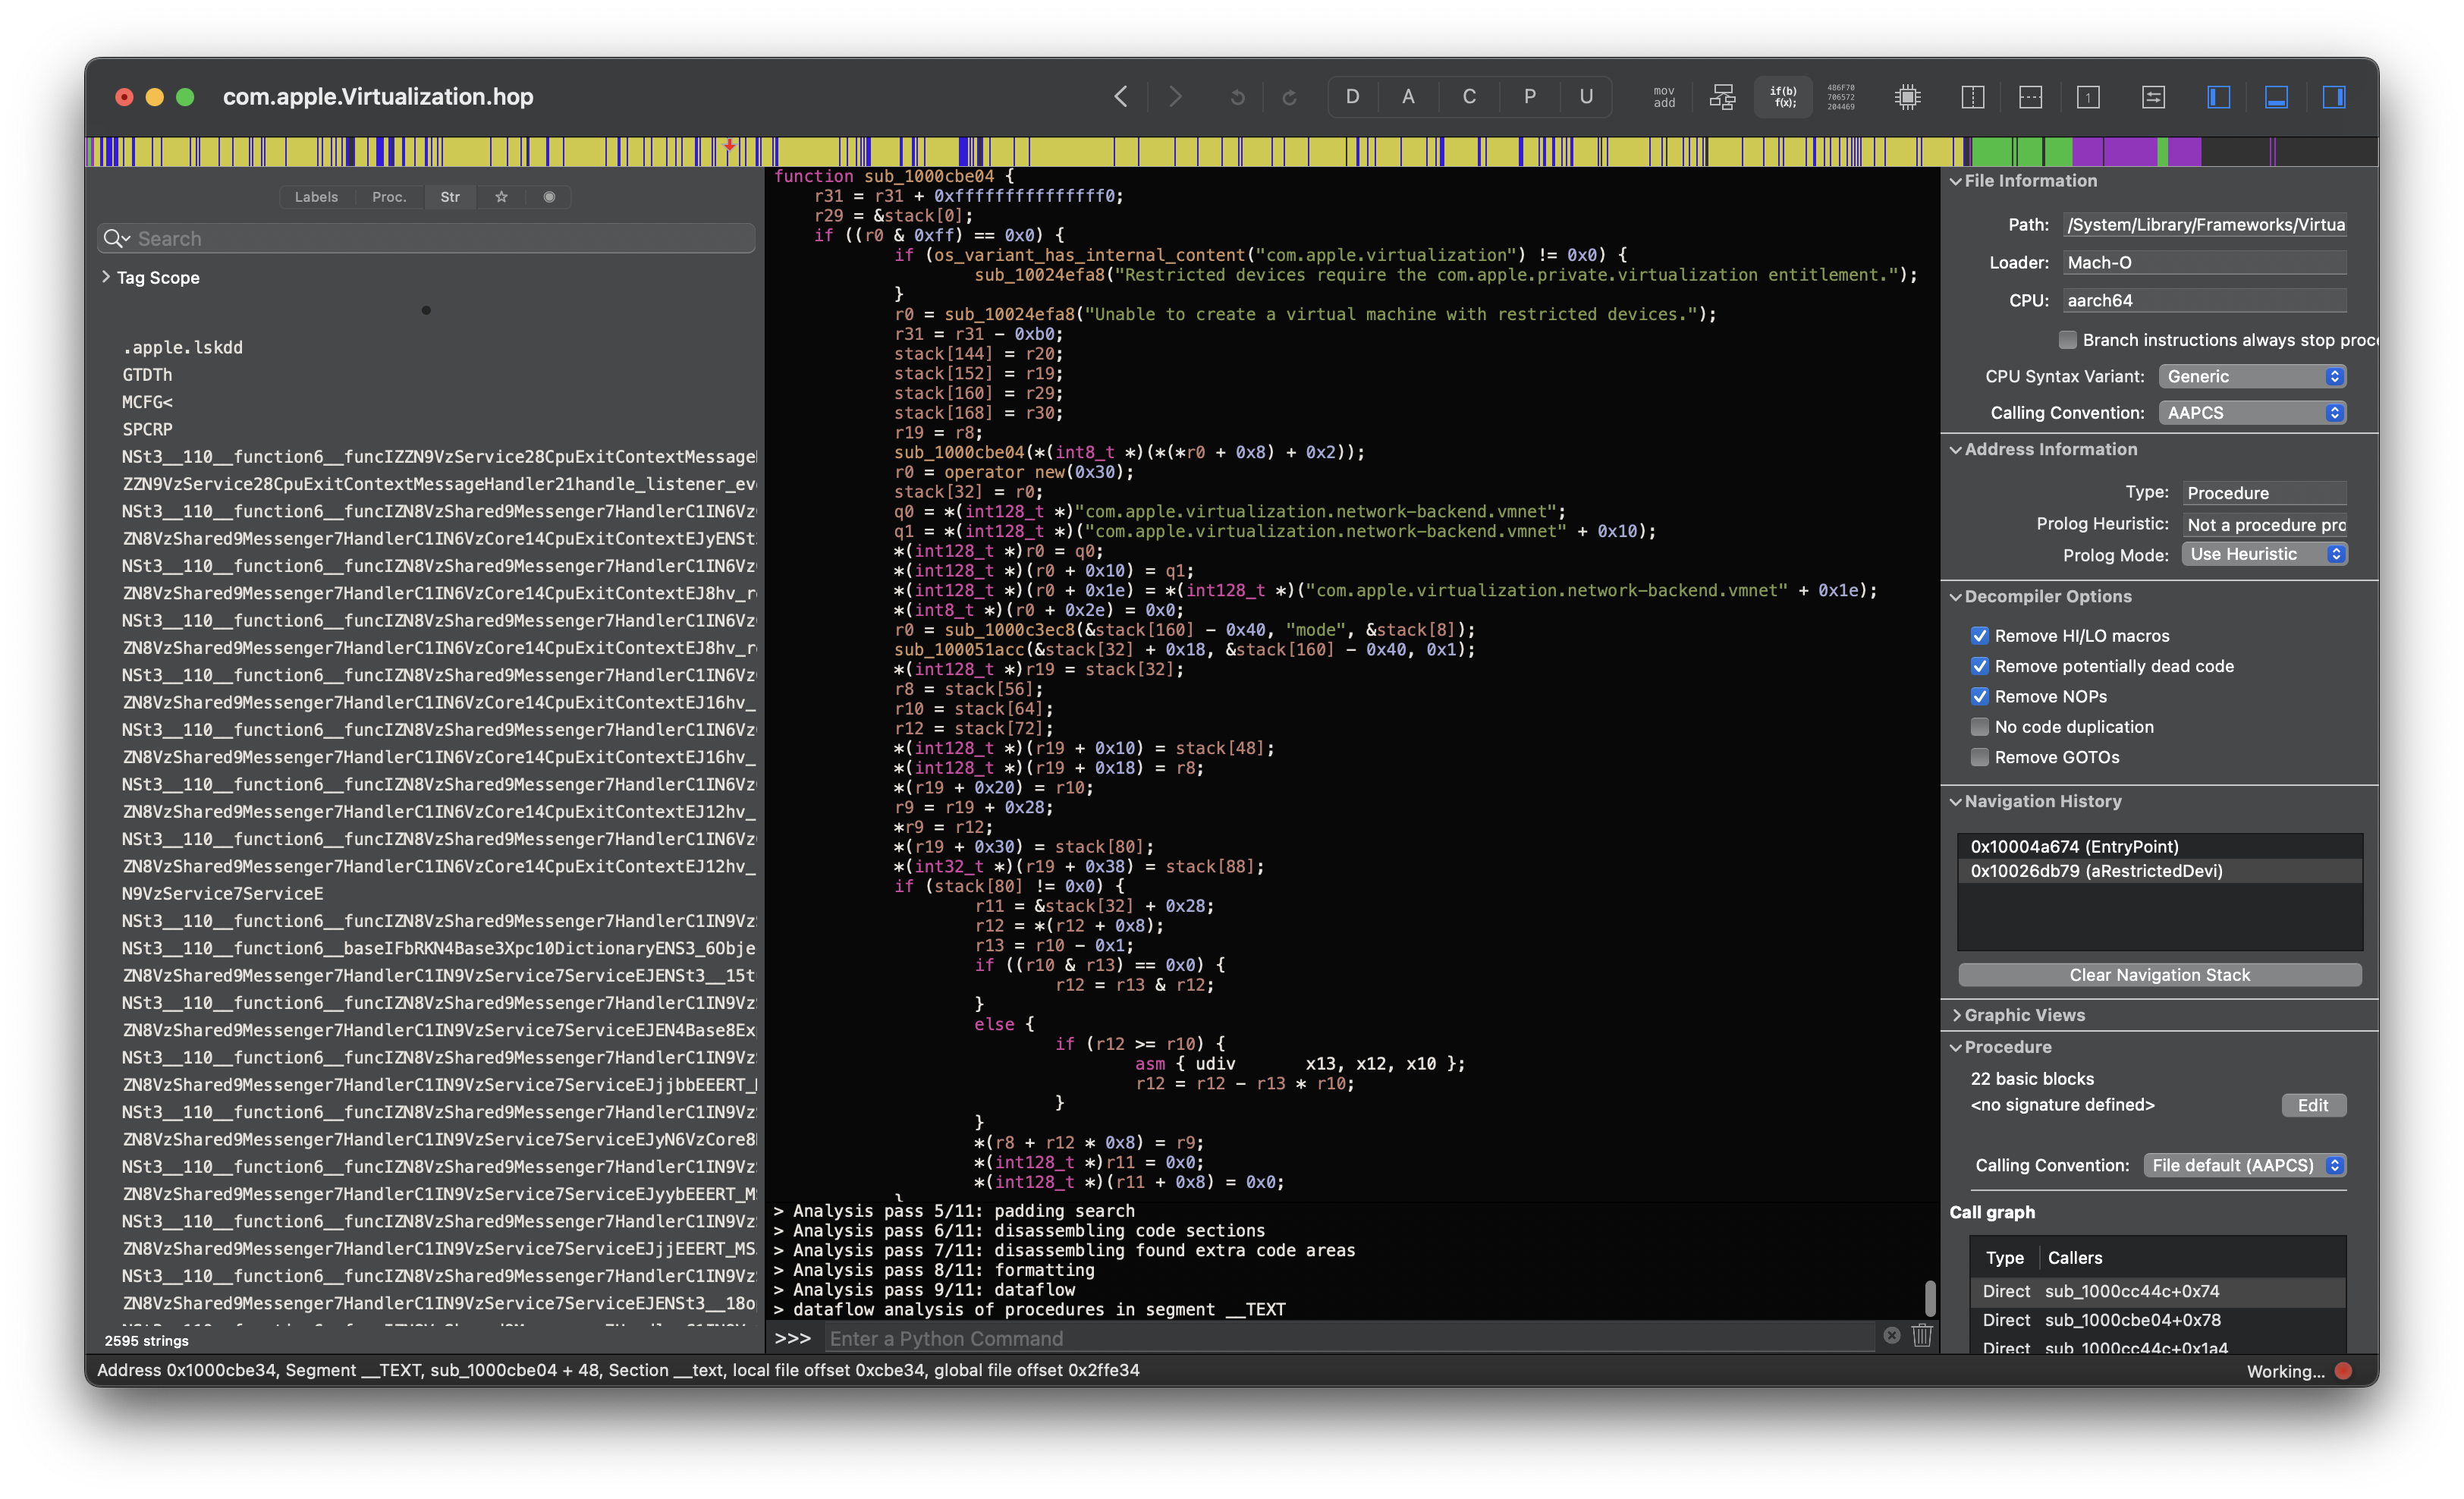 com.apple.Virtualization.hop
D A C P U
mov
add
if(b)
f(x);
486F70
706572
204469
1
Labels Proc. Str
Search
Tag Scope
.apple.lskdd
GTDTh
MCFG<
SPCRP
NSt3__110__function6__funcIZZN9VzService28CpuExitContextMessage
ZZN9VzService28CpuExitContextMessageHandler21handle_listener_ev
NSt3__110__function6__funcIZN8VzShared9Messenger7HandlerC1IN6Vz
ZN8VzShared9Messenger7HandlerC1IN6VzCore14CpuExitContextEJyENSt
NSt3__110__function6__funcIZN8VzShared9Messenger7HandlerC1IN6Vz
ZN8VzShared9Messenger7HandlerC1IN6VzCore14CpuExitContextEJ8hv_r
NSt3__110__function6__funcIZN8VzShared9Messenger7HandlerC1IN6Vz
ZN8VzShared9Messenger7HandlerC1IN6VzCore14CpuExitContextEJ8hv_r
NSt3__110__function6__funcIZN8VzShared9Messenger7HandlerC1IN6Vz
ZN8VzShared9Messenger7HandlerC1IN6VzCore14CpuExitContextEJ16hv_
NSt3__110__function6__funcIZN8VzShared9Messenger7HandlerC1IN6Vz
ZN8VzShared9Messenger7HandlerC1IN6VzCore14CpuExitContextEJ16hv_
NSt3__110__function6__funcIZN8VzShared9Messenger7HandlerC1IN6Vz
ZN8VzShared9Messenger7HandlerC1IN6VzCore14CpuExitContextEJ12hv_
NSt3__110__function6__funcIZN8VzShared9Messenger7HandlerC1IN6Vz
ZN8VzShared9Messenger7HandlerC1IN6VzCore14CpuExitContextEJ12hv_
N9VzService7ServiceE
NSt3__110__function6__funcIZN8VzShared9Messenger7HandlerC1IN9Vz
NSt3__110__function6__baseIFbRKN4Base3Xpc10DictionaryENS3_6Obje
ZN8VzShared9Messenger7HandlerC1IN9VzService7ServiceEJENSt3__15t
NSt3__110__function6__funcIZN8VzShared9Messenger7HandlerC1IN9Vz
ZN8VzShared9Messenger7HandlerC1IN9VzService7ServiceEJEN4Base8Ex
NSt3__110__function6__funcIZN8VzShared9Messenger7HandlerC1IN9Vz
ZN8VzShared9Messenger7HandlerC1IN9VzService7ServiceEJjjbbEEERT_
NSt3__110__function6__funcIZN8VzShared9Messenger7HandlerC1IN9Vz
ZN8VzShared9Messenger7HandlerC1IN9VzService7ServiceEJyN6VzCore8
NSt3__110__function6__funcIZN8VzShared9Messenger7HandlerC1IN9Vz
ZN8VzShared9Messenger7HandlerC1IN9VzService7ServiceEJyybEEERT_M
NSt3__110__function6__funcIZN8VzShared9Messenger7HandlerC1IN9Vz
ZN8VzShared9Messenger7HandlerC1IN9VzService7ServiceEJjjEEERT_MS
NSt3__110__function6__funcIZN8VzShared9Messenger7HandlerC1IN9Vz
ZN8VzShared9Messenger7HandlerC1IN9VzService7ServiceEJENSt3__18o
2595 strings
function sub_1000cbe04 {
r31 = r31 + 0xfffffffffffffff0;
r29 = &stack[0];
if ((r0 & 0xff) == 0x0) {
if (os_variant_has_internal_content("com.apple.virtualization") != 0x0) {
sub_10024efa8("Restricted devices require the com.apple.private.virtualization entitlement.");
}
r0 = sub_10024efa8("Unable to create a virtual machine with restricted devices.");
r31 = r31 - 0xb0;
stack[144] = r20;
stack[152] = r19;
stack[160] = r29;
stack[168] = r30;
r19 = r8;
sub_1000cbe04(*(int8_t *)(*(*r0 + 0x8) + 0x2));
r0 = operator new(0x30);
stack[32] = r0;
q0 = *(int128_t *)"com.apple.virtualization.network-backend.vmnet";
q1 = *(int128_t *)("com.apple.virtualization.network-backend.vmnet" + 0x10);
*(int128_t *)r0 = q0;
*(int128_t *)(r0 + 0x10) = q1;
*(int128_t *)(r0 + 0x1e) = *(int128_t *)("com.apple.virtualization.network-backend.vmnet" + 0x1e);
*(int8_t *)(r0 + 0x2e) = 0x0;
r0 = sub_1000c3ec8(&stack[160] - 0x40, "mode", &stack[8]);
sub_100051acc(&stack[32] + 0x18, &stack[160] - 0x40, 0x1);
*(int128_t *)r19 = stack[32];
r8 = stack[56];
r10 = stack[64];
r12 = stack[72];
*(int128_t *)(r19 + 0x10) = stack[48];
*(int128_t *)(r19 + 0x18) = r8;
*(r19 + 0x20) = r10;
r9 = r19 + 0x28;
*r9 = r12;
*(r19 + 0x30) = stack[80];
*(int32_t *)(r19 + 0x38) = stack[88];
if (stack[80] != 0x0) {
r11 = &stack[32] + 0x28;
r12 = *(r12 + 0x8);
r13 = r10 - 0x1;
if ((r10 & r13) == 0x0) {
r12 = r13 & r12;
}
else {
if (r12 >= r10) {
asm { udiv x13, x12, x10 };
r12 = r12 - r13 * r10;
}
}
*(r8 + r12 * 0x8) = r9;
*(int128_t *)r11 = 0x0;
*(int128_t *)(r11 + 0x8) = 0x0;
}
> Analysis pass 5/11: padding search
> Analysis pass 6/11: disassembling code sections
> Analysis pass 7/11: disassembling found extra code areas
> Analysis pass 8/11: formatting
> Analysis pass 9/11: dataflow
> dataflow analysis of procedures in segment __TEXT
>>> Enter a Python Command
File Information
Path: /System/Library/Frameworks/Virtua
Loader: Mach-O
CPU: aarch64
Branch instructions always stop proc
CPU Syntax Variant: Generic
Calling Convention: AAPCS
Address Information
Type: Procedure
Prolog Heuristic: Not a procedure pro
Prolog Mode: Use Heuristic
Decompiler Options
Remove HI/LO macros
Remove potentially dead code
Remove NOPs
No code duplication
Remove GOTOs
Navigation History
0x10004a674 (EntryPoint)
0x10026db79 (aRestrictedDevi)
Clear Navigation Stack
Graphic Views
Procedure
22 basic blocks
<no signature defined> Edit
Calling Convention: File default (AAPCS)
Call graph
Type Callers
Direct sub_1000cc44c+0x74
Direct sub_1000cbe04+0x78
Direct sub_1000cc44c+0x1a4
Address 0x1000cbe34, Segment __TEXT, sub_1000cbe04 + 48, Section __text, local file offset 0xcbe34, global file offset 0x2ffe34
Working...